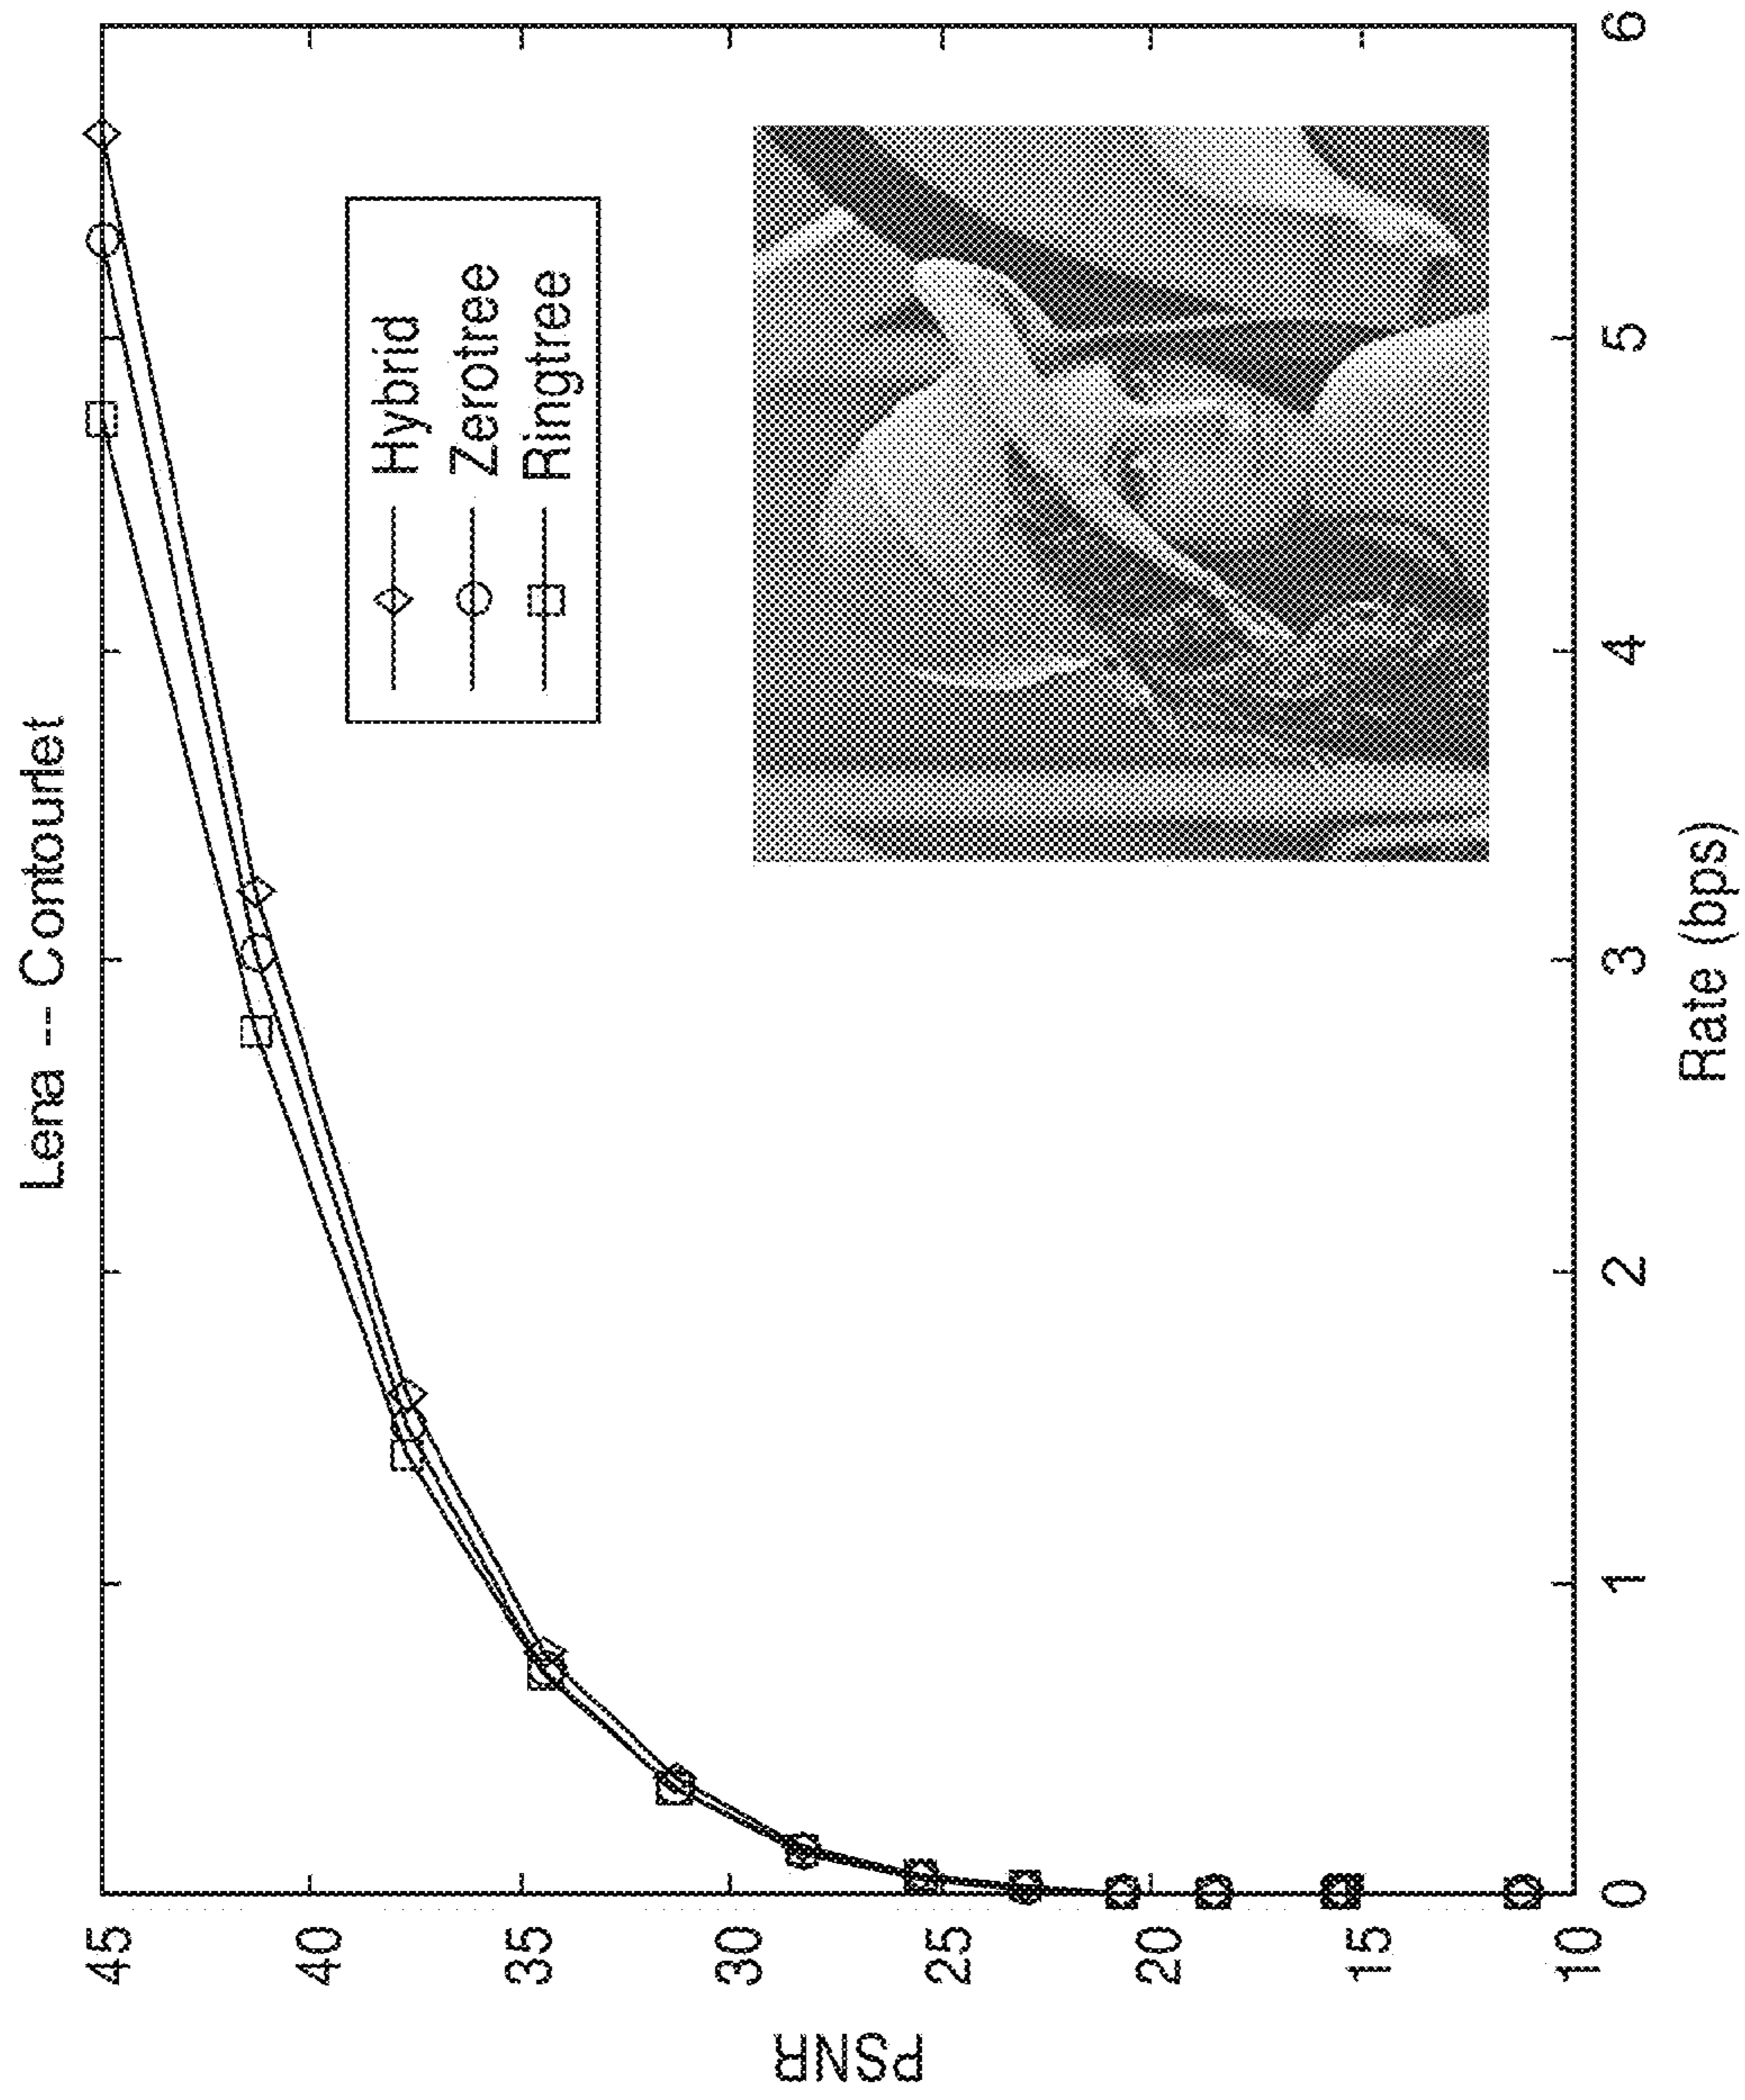 Lena -- Contourlet
PSNR
45
40
35
30
25
20
15
10
Hybrid
Zerotree
Ringtree
0 1 2 3 4 5 6
Rate (bps)